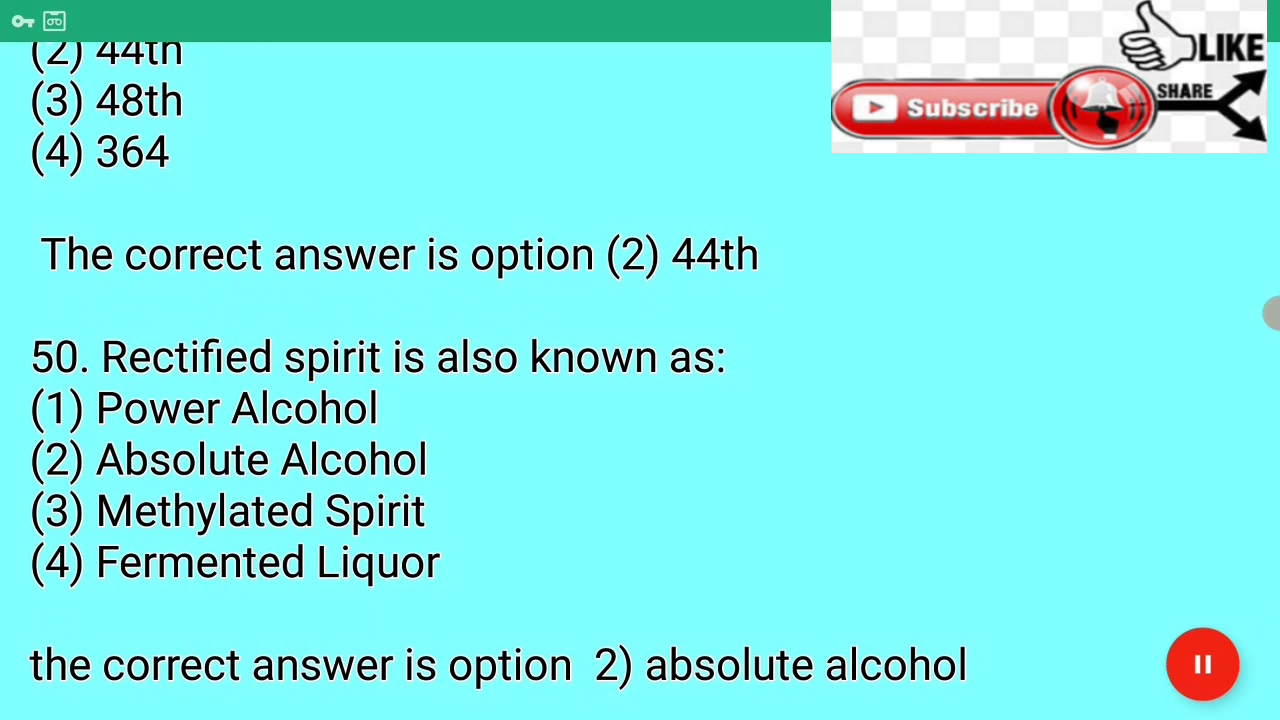 (2) 44th
(3) 48th
(4) 364
The correct answer is option (2) 44th
50. Rectified spirit is also known as:
(1) Power Alcohol
(2) Absolute Alcohol
(3) Methylated Spirit
(4) Fermented Liquor
the correct answer is option 2) absolute alcohol
LIKE
SHARE
Subscribe